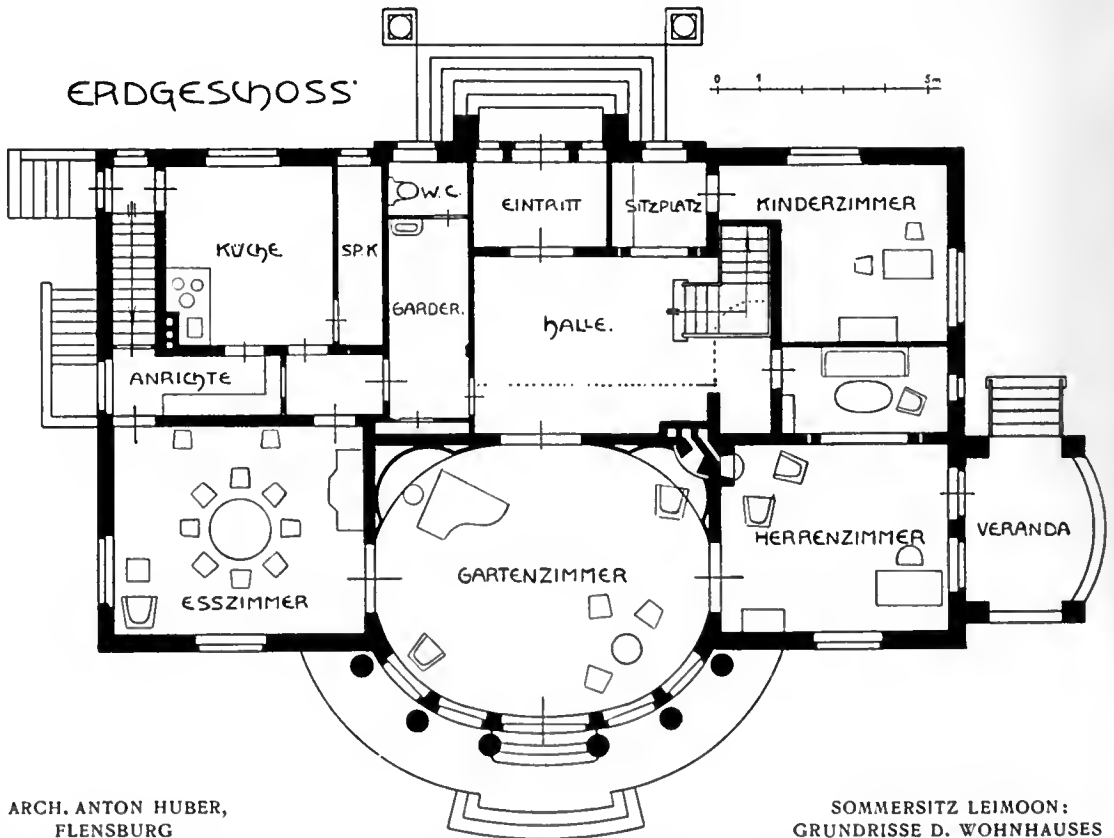 ERDGESCHOSS
0 1 5m
W.C.
EINTRITT
SITZPLATZ
KINDERZIMMER
KÜCHE
SP.K
GARDER.
HALLE.
ANRICHTE
ESSZIMMER
GARTENZIMMER
HERRENZIMMER
VERANDA
ARCH. ANTON HUBER,
FLENSBURG
SOMMERSITZ LEIMOON:
GRUNDRISSE D. WOHNHAUSES